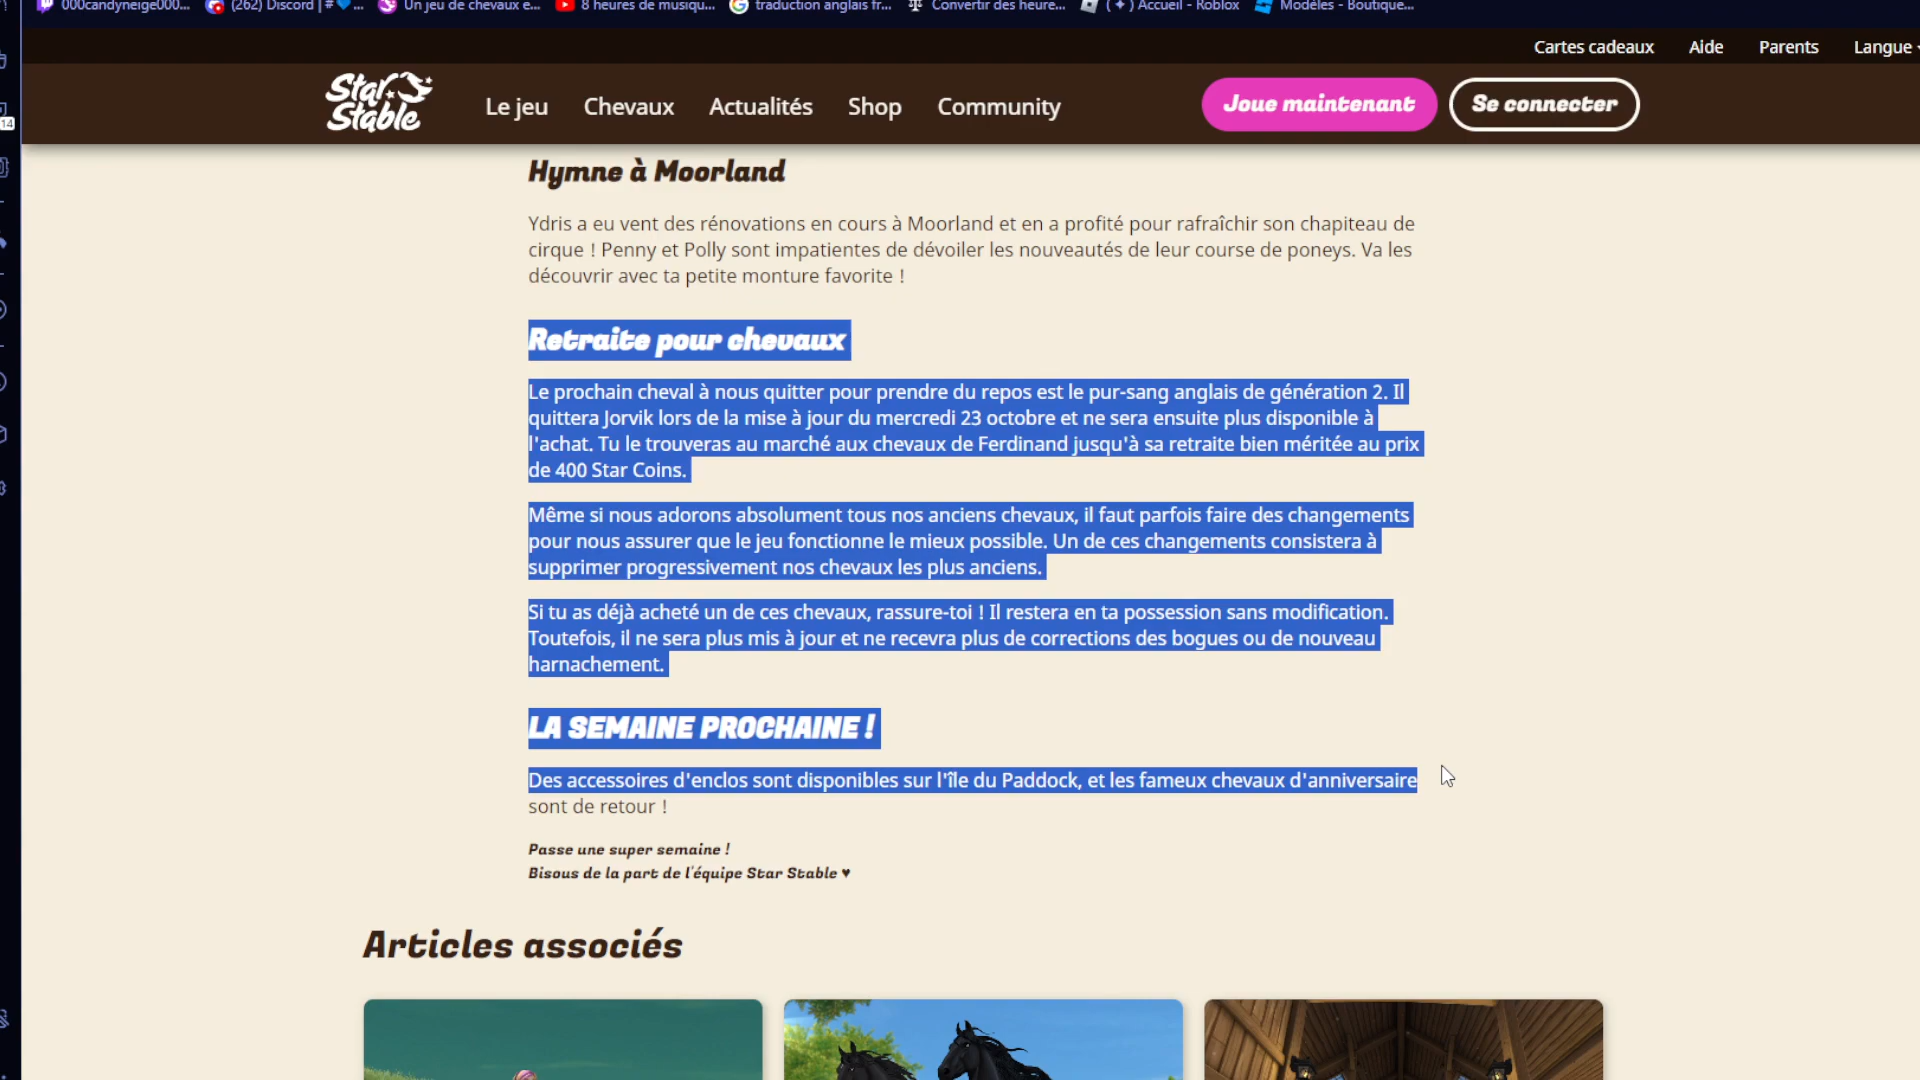 000candyneige000...
(262) Discord | #💙...
Un jeu de chevaux e...
8 heures de musiqu...
traduction anglais fr...
Convertir des heure...
( ✦ ) Accueil - Roblox
Modèles - Boutique...
14
Cartes cadeaux
Aide
Parents
Langue
Star
Stable
Le jeu
Chevaux
Actualités
Shop
Community
Joue maintenant
Se connecter
Hymne à Moorland
Ydris a eu vent des rénovations en cours à Moorland et en a profité pour rafraîchir son chapiteau de
cirque ! Penny et Polly sont impatientes de dévoiler les nouveautés de leur course de poneys. Va les
découvrir avec ta petite monture favorite !
Retraite pour chevaux
Le prochain cheval à nous quitter pour prendre du repos est le pur-sang anglais de génération 2. Il
quittera Jorvik lors de la mise à jour du mercredi 23 octobre et ne sera ensuite plus disponible à
l'achat. Tu le trouveras au marché aux chevaux de Ferdinand jusqu'à sa retraite bien méritée au prix
de 400 Star Coins.
Même si nous adorons absolument tous nos anciens chevaux, il faut parfois faire des changements
pour nous assurer que le jeu fonctionne le mieux possible. Un de ces changements consistera à
supprimer progressivement nos chevaux les plus anciens.
Si tu as déjà acheté un de ces chevaux, rassure-toi ! Il restera en ta possession sans modification.
Toutefois, il ne sera plus mis à jour et ne recevra plus de corrections des bogues ou de nouveau
harnachement.
LA SEMAINE PROCHAINE !
Des accessoires d'enclos sont disponibles sur l'île du Paddock, et les fameux chevaux d'anniversaire
sont de retour !
Passe une super semaine !
Bisous de la part de l'équipe Star Stable ♥
Articles associés